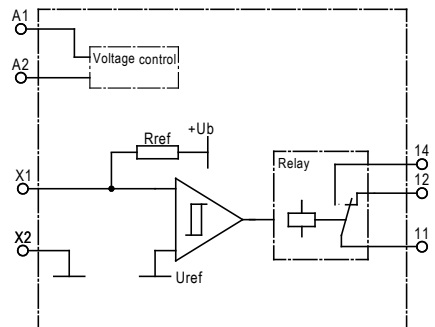 A1
A2
Voltage control
+Ub
Rref
Relay
14
12
X1
11
X2
Uref